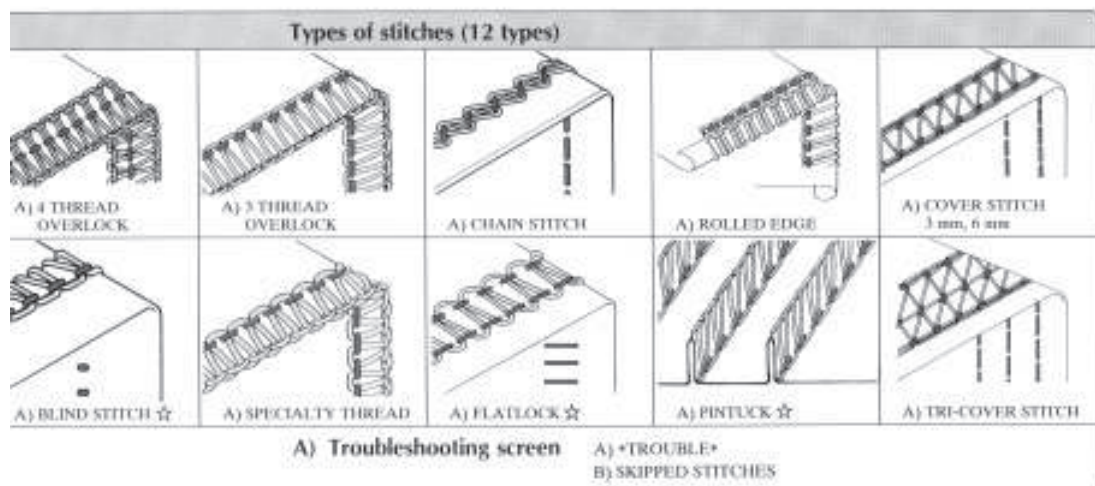 Types of stitches (12 types)
A) 4 THREAD
OVERLOCK
A) 3 THREAD
OVERLOCK
A) CHAIN STITCH
A) ROLLED EDGE
A) COVER STITCH
3 mm, 6 mm
A) BLIND STITCH ☆
A) SPECIALTY THREAD
A) FLATLOCK ☆
A) PINTUCK ☆
A) TRI-COVER STITCH
A) Troubleshooting screen
A) *TROUBLE*
B) SKIPPED STITCHES